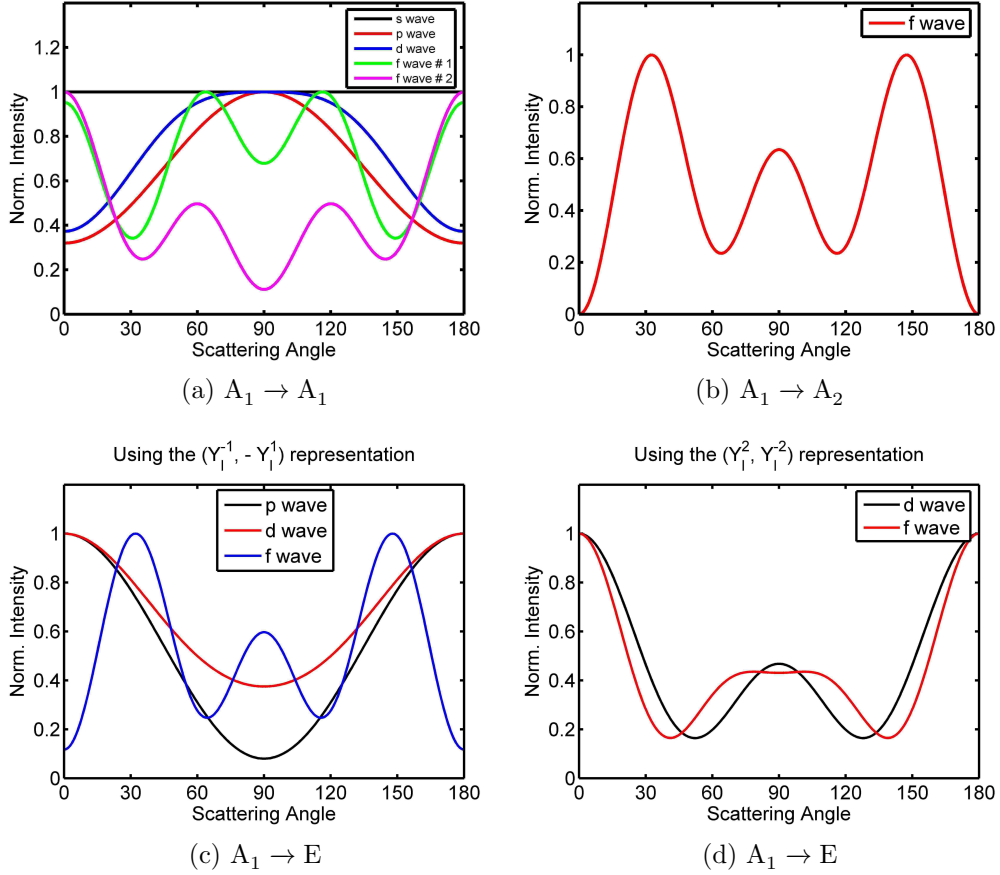 s wave
p wave
d wave
f wave # 1
f wave # 2
1.2
1
0.8
0.6
0.4
0.2
0
Norm. Intensity
0 30 60 90 120 150 180
Scattering Angle
(a) A1 → A1
f wave
1
0.8
0.6
0.4
0.2
0
Norm. Intensity
0 30 60 90 120 150 180
Scattering Angle
(b) A1 → A2
Using the (Y_l^-1, - Y_l^1) representation
p wave
d wave
f wave
1
0.8
0.6
0.4
0.2
0
Norm. Intensity
0 30 60 90 120 150 180
Scattering Angle
(c) A1 → E
Using the (Y_l^2, Y_l^-2) representation
d wave
f wave
1
0.8
0.6
0.4
0.2
0
Norm. Intensity
0 30 60 90 120 150 180
Scattering Angle
(d) A1 → E